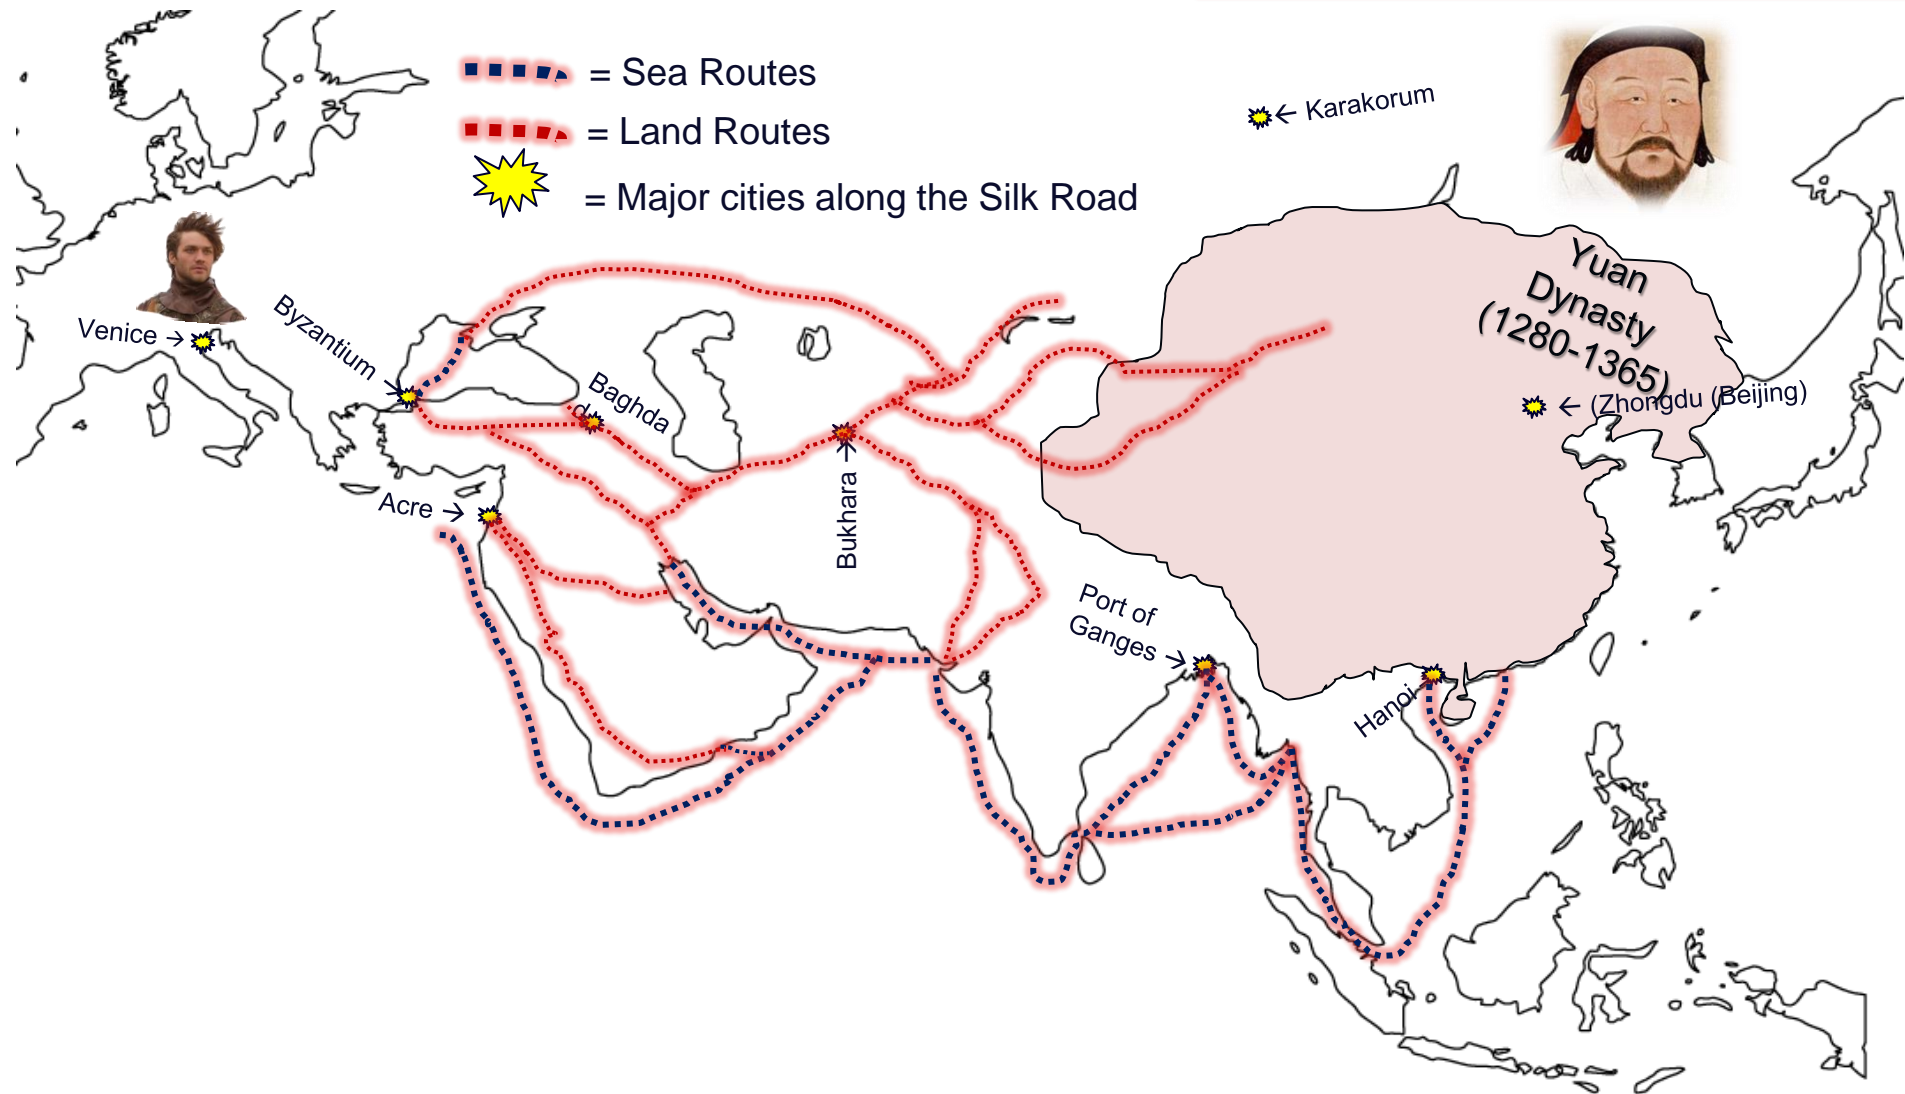 = Sea Routes
= Land Routes
= Major cities along the Silk Road
← Karakorum
Yuan
Dynasty
(1280-1365)
← (Zhongdu (Beijing)
Venice →
Byzantium
Baghda
d
Acre →
Bukhara →
Port of
Ganges →
Hanoi